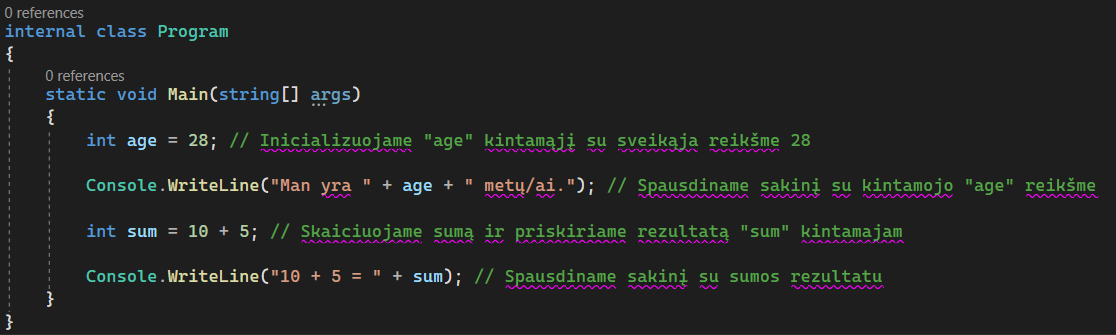 0 references
internal class Program
{
0 references
static void Main(string[] args)
{
int age = 28; // Inicializuojame "age" kintamąjį su sveikąja reikšme 28
Console.WriteLine("Man yra " + age + " metų/ai."); // Spausdiname sakinį su kintamojo "age" reikšme
int sum = 10 + 5; // Skaiciuojame sumą ir priskiriame rezultatą "sum" kintamajam
Console.WriteLine("10 + 5 = " + sum); // Spausdiname sakinį su sumos rezultatu
}
}